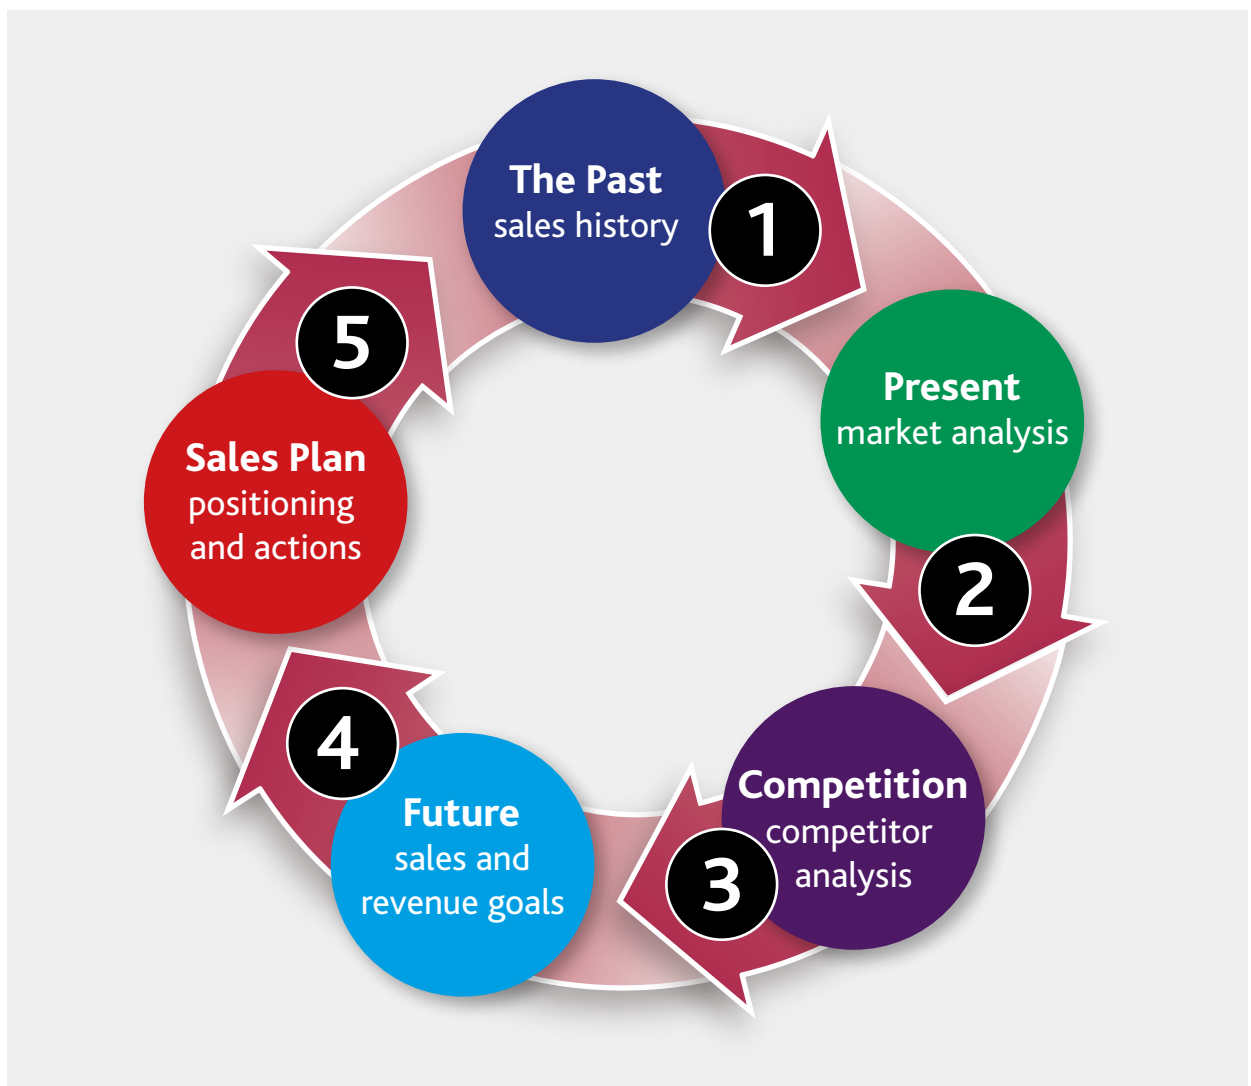 The Past
sales history
1
Present
market analysis
2
Competition
competitor
analysis
3
Future
sales and
revenue goals
4
Sales Plan
positioning
and actions
5